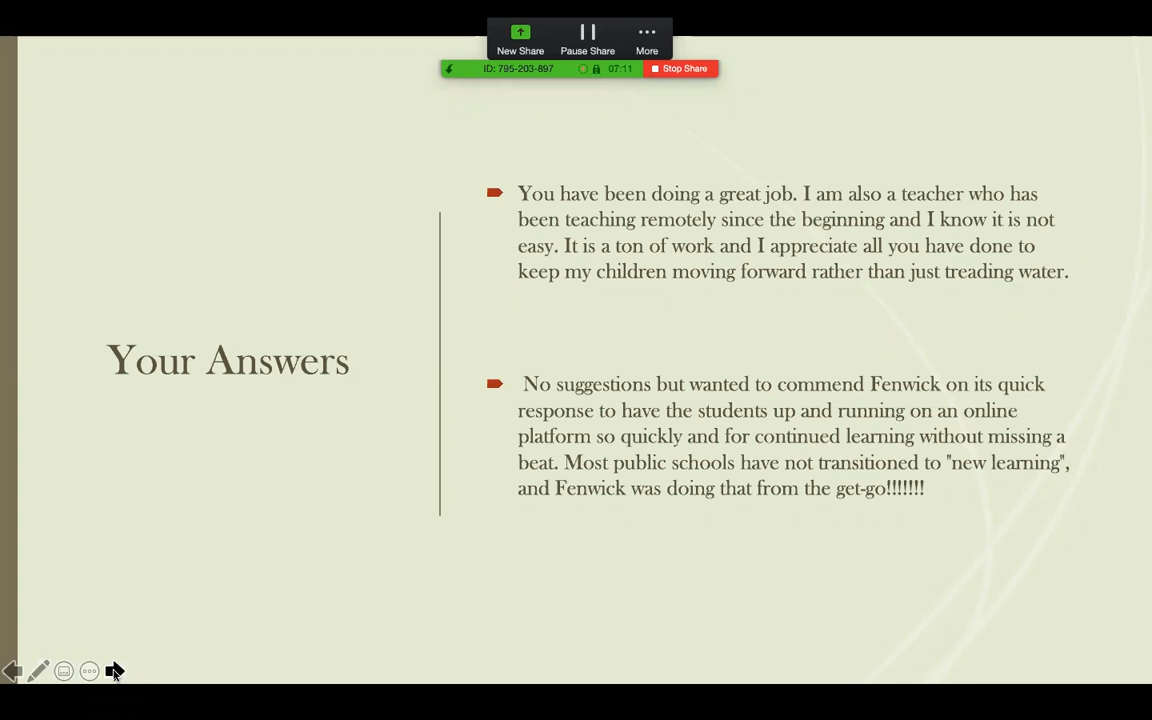 New Share Pause Share More
ID: 795-203-897 07:11 Stop Share
You have been doing a great job. I am also a teacher who has
been teaching remotely since the beginning and I know it is not
easy. It is a ton of work and I appreciate all you have done to
keep my children moving forward rather than just treading water.
Your Answers
No suggestions but wanted to commend Fenwick on its quick
response to have the students up and running on an online
platform so quickly and for continued learning without missing a
beat. Most public schools have not transitioned to "new learning",
and Fenwick was doing that from the get-go!!!!!!!